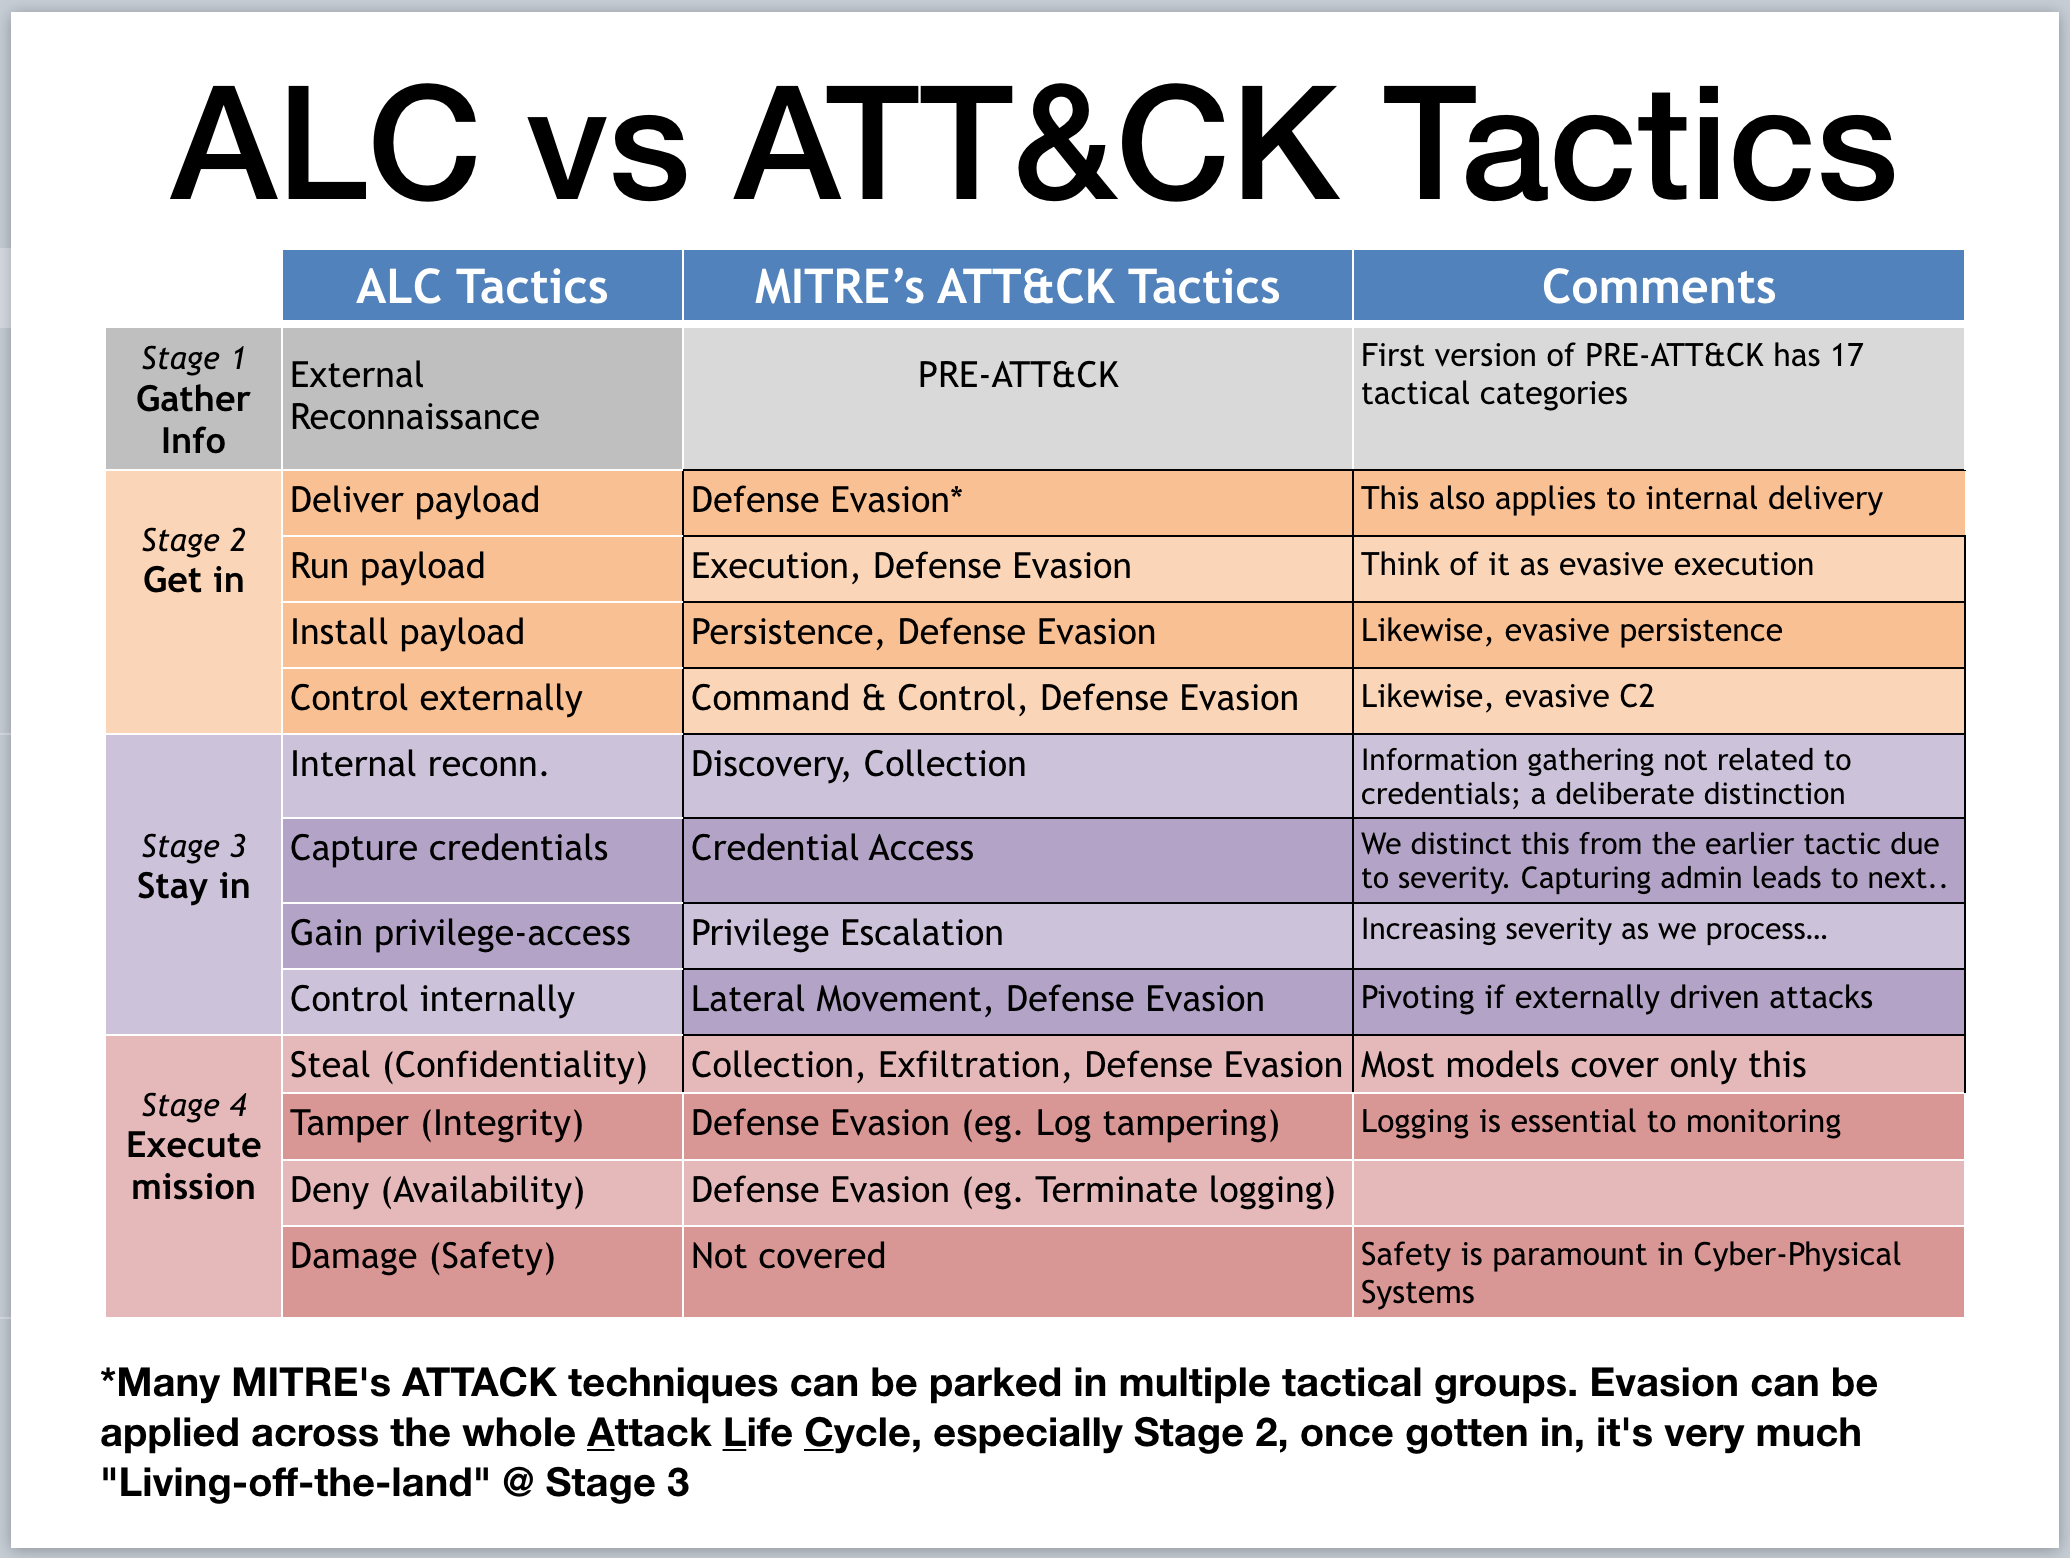 ALC vs ATT&CK Tactics
ALC Tactics
MITRE’s ATT&CK Tactics
Comments
Stage 1
Gather
Info
External
Reconnaissance
PRE-ATT&CK
First version of PRE-ATT&CK has 17
tactical categories
Stage 2
Get in
Deliver payload
Defense Evasion*
This also applies to internal delivery
Run payload
Execution, Defense Evasion
Think of it as evasive execution
Install payload
Persistence, Defense Evasion
Likewise, evasive persistence
Control externally
Command & Control, Defense Evasion
Likewise, evasive C2
Stage 3
Stay in
Internal reconn.
Discovery, Collection
Information gathering not related to
credentials; a deliberate distinction
Capture credentials
Credential Access
We distinct this from the earlier tactic due
to severity. Capturing admin leads to next..
Gain privilege-access
Privilege Escalation
Increasing severity as we process…
Control internally
Lateral Movement, Defense Evasion
Pivoting if externally driven attacks
Stage 4
Execute
mission
Steal (Confidentiality)
Collection, Exfiltration, Defense Evasion
Most models cover only this
Tamper (Integrity)
Defense Evasion (eg. Log tampering)
Logging is essential to monitoring
Deny (Availability)
Defense Evasion (eg. Terminate logging)
Damage (Safety)
Not covered
Safety is paramount in Cyber-Physical
Systems
*Many MITRE's ATTACK techniques can be parked in multiple tactical groups. Evasion can be
applied across the whole Attack Life Cycle, especially Stage 2, once gotten in, it's very much
"Living-off-the-land" @ Stage 3